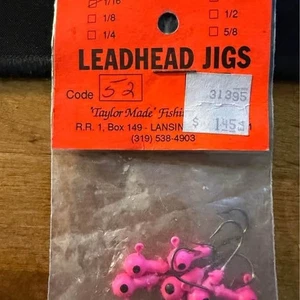 1/16
1/8 1/2
1/4 5/8
LEADHEAD JIGS
Code 52
31395
$ 1.45
'Taylor Made' Fishin
R.R. 1, Box 149 - LANSIN
(319) 538-4903